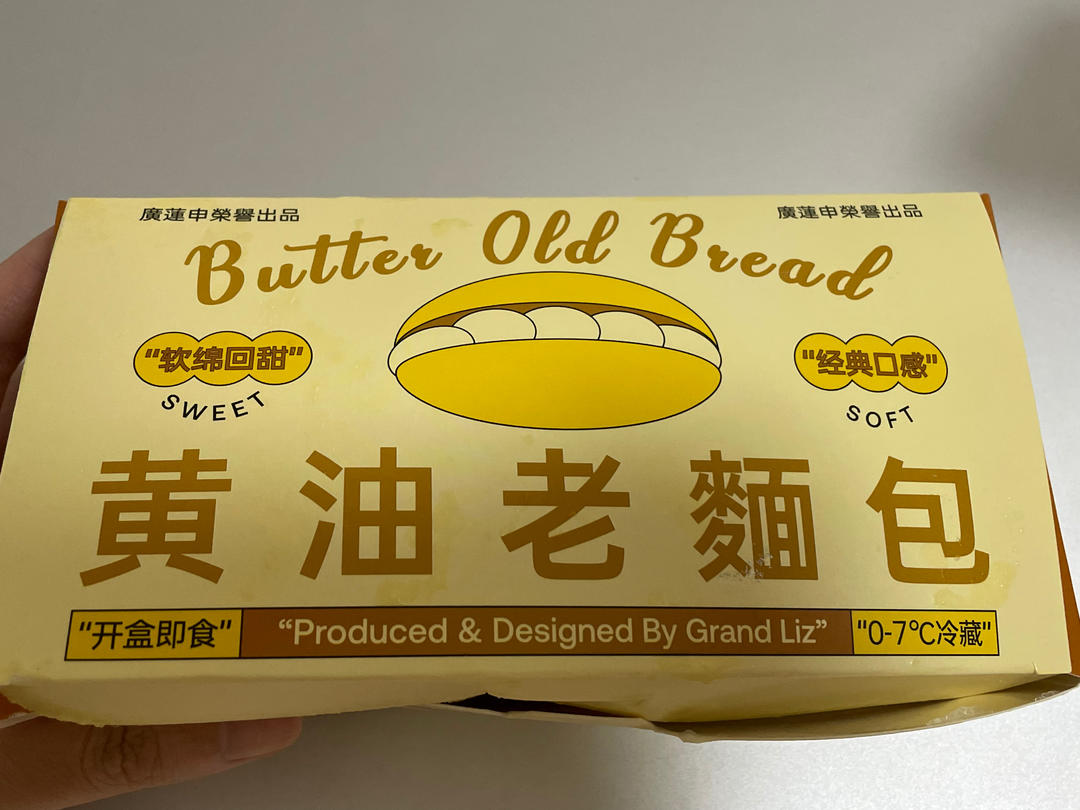 廣蓮申榮譽出品
廣蓮申榮譽出品
Butter Old Bread
"软绵回甜"
SWEET
"经典口感"
SOFT
黄油老麵包
"开盒即食"
"Produced & Designed By Grand Liz"
"0-7℃冷藏"